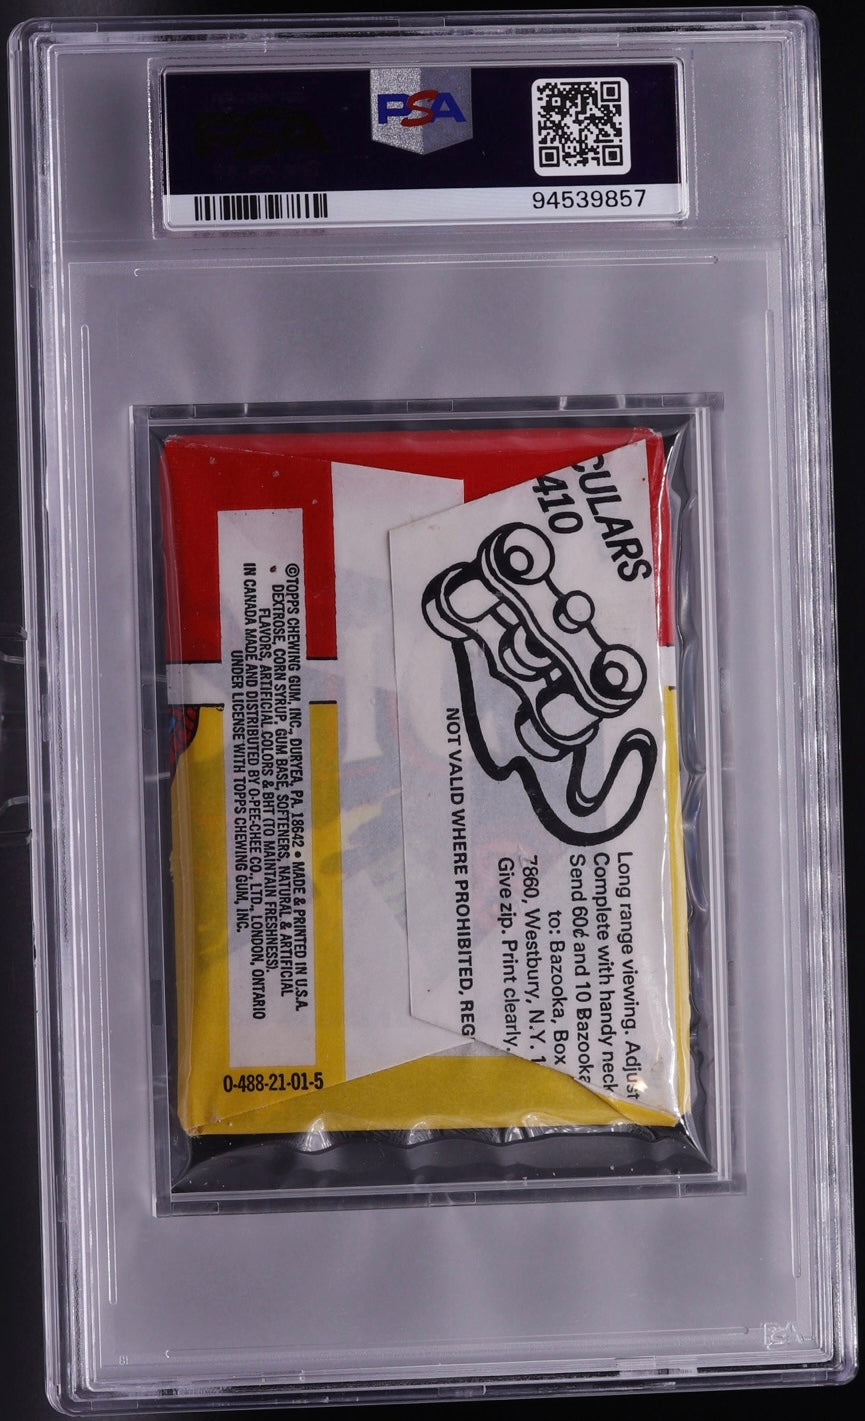 PSA
94539857
CULARS
410
©TOPPS CHEWING GUM, INC., DURYEA, PA 18642 • MADE & PRINTED IN U.S.A.
DEXTROSE, CORN SYRUP, GUM BASE, SOFTENERS, NATURAL & ARTIFICIAL
FLAVORS, ARTIFICIAL COLORS & BHT (TO MAINTAIN FRESHNESS).
IN CANADA MADE AND DISTRIBUTED BY O-PEE-CHEE CO., LTD., LONDON, ONTARIO
UNDER LICENSE WITH TOPPS CHEWING GUM, INC.
0-488-21-01-5
Long range viewing. Adjust
Complete with handy neck
Send 60¢ and 10 Bazooka
to: Bazooka, Box
7860, Westbury, N.Y. 1
Give zip. Print clearly.
NOT VALID WHERE PROHIBITED, REG